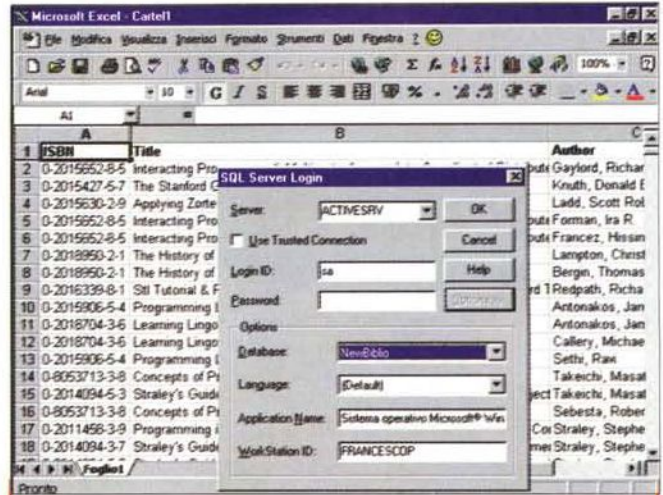 Microsoft Excel - Cartel1
File Modifica Visualizza Inserisci Formato Strumenti Dati Finestra ?
100%
Arial 10 G I S %
A1 =
A B C
1 ISBN Title Author
2 0-2015652-8-5 Interacting Pro Gaylord, Richar
3 0-2015427-5-7 The Stanford G Knuth, Donald E
4 0-2015630-2-9 Applying Zorte Ladd, Scott Rol
5 0-2015652-8-5 Interacting Pro Forman, Ira R
6 0-2015652-8-5 Interacting Pro Francez, Nissan
7 0-2018950-2-1 The History of Lampton, Christ
8 0-2018950-2-1 The History of Bergin, Thomas
9 0-2016339-8-1 Stl Tutorial & F Redpath, Richa
10 0-2015906-5-4 Programming Antonakos, Jan
11 0-2018704-3-6 Learning Lingo Antonakos, Jan
12 0-2018704-3-6 Learning Lingo Callery, Michae
13 0-2015906-5-4 Programming Sethi, Ravi
14 0-8053713-3-8 Concepts of Pr Takeichi, Masat
15 0-2014094-5-3 Straley's Guide Takeichi, Masat
16 0-8053713-3-8 Concepts of Pr Sebesta, Rober
17 0-2011458-3-9 Programming Straley, Stephe
18 0-2014094-3-7 Straley's Guide Straley, Stephe
SQL Server Login
Server: ACTIVESRV OK
Use Trusted Connection Cancel
Login ID: sa Help
Password: Options
Options
Database: NewBiblio
Language: (Default)
Application Name: Sistema operativo Microsoft® Win
WorkStation ID: FRANCESCOP
Foglio1
Pronto